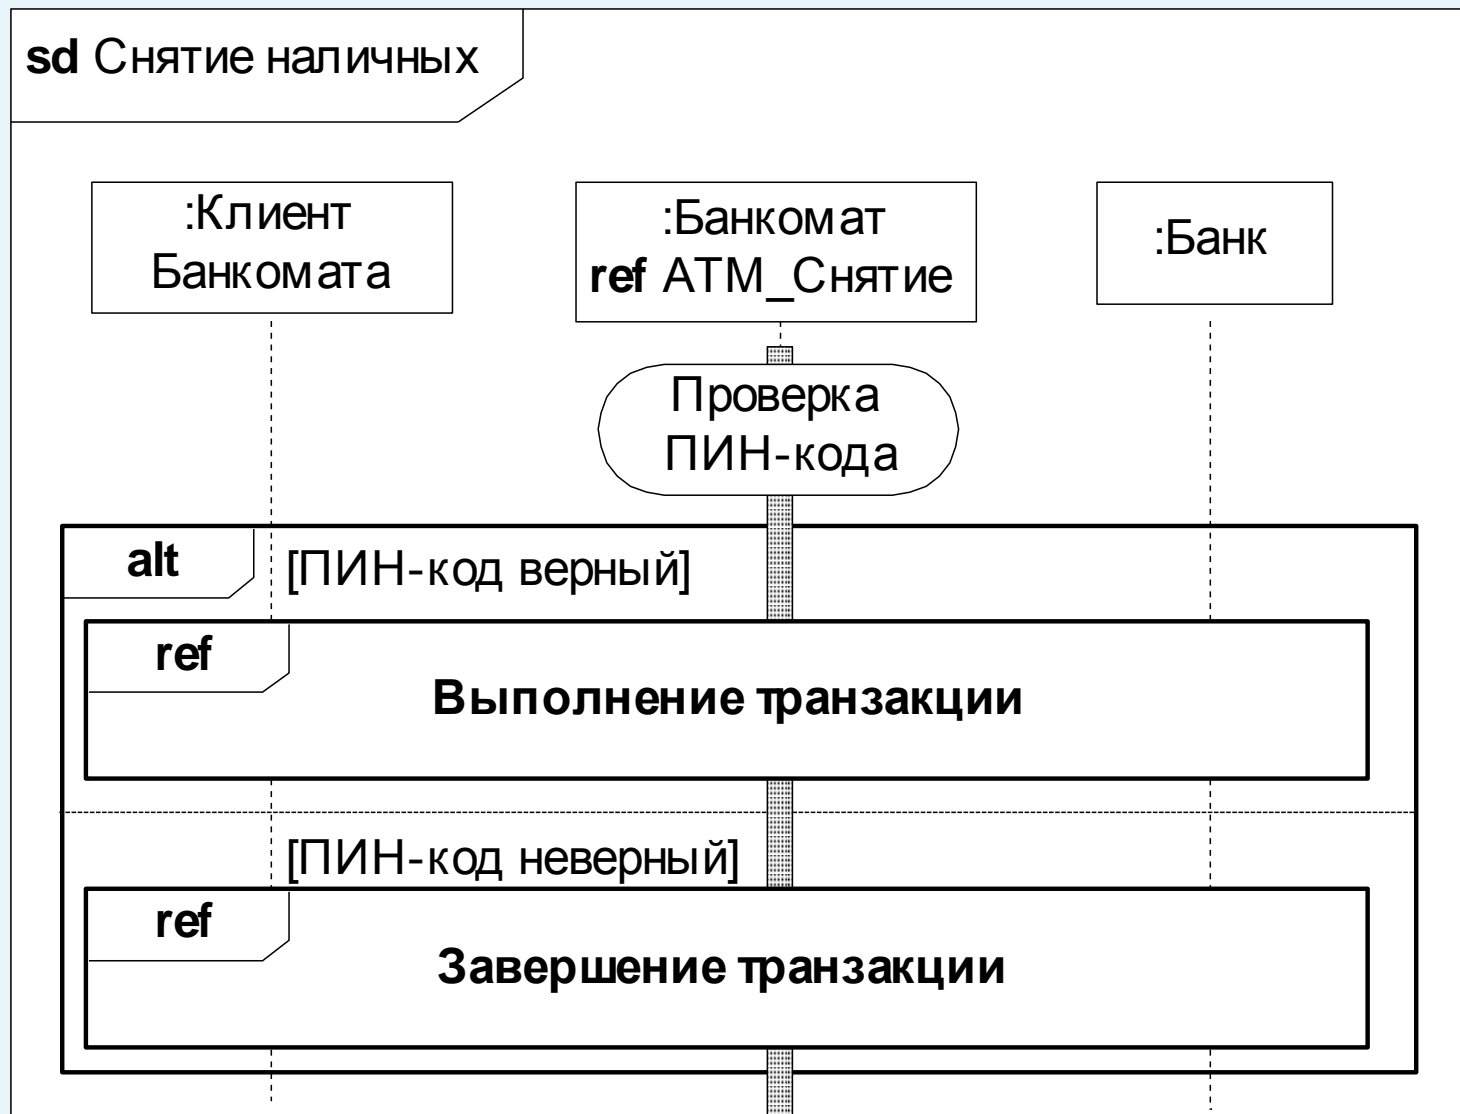 sd Снятие наличных
:Клиент
Банкомата
:Банкомат
ref АТМ_Снятие
:Банк
Проверка
ПИН-кода
alt
[ПИН-код верный]
ref
Выполнение транзакции
[ПИН-код неверный]
ref
Завершение транзакции